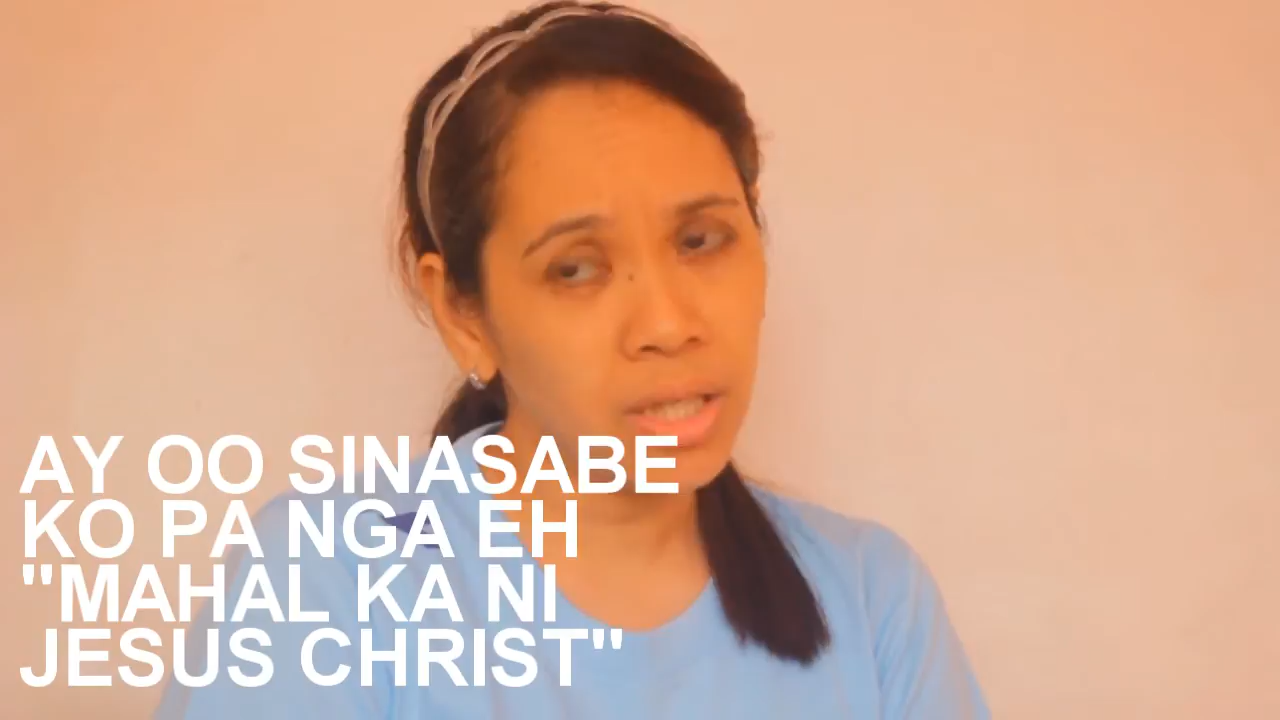 AY OO SINASABE
KO PA NGA EH
"MAHAL KA NI
JESUS CHRIST"